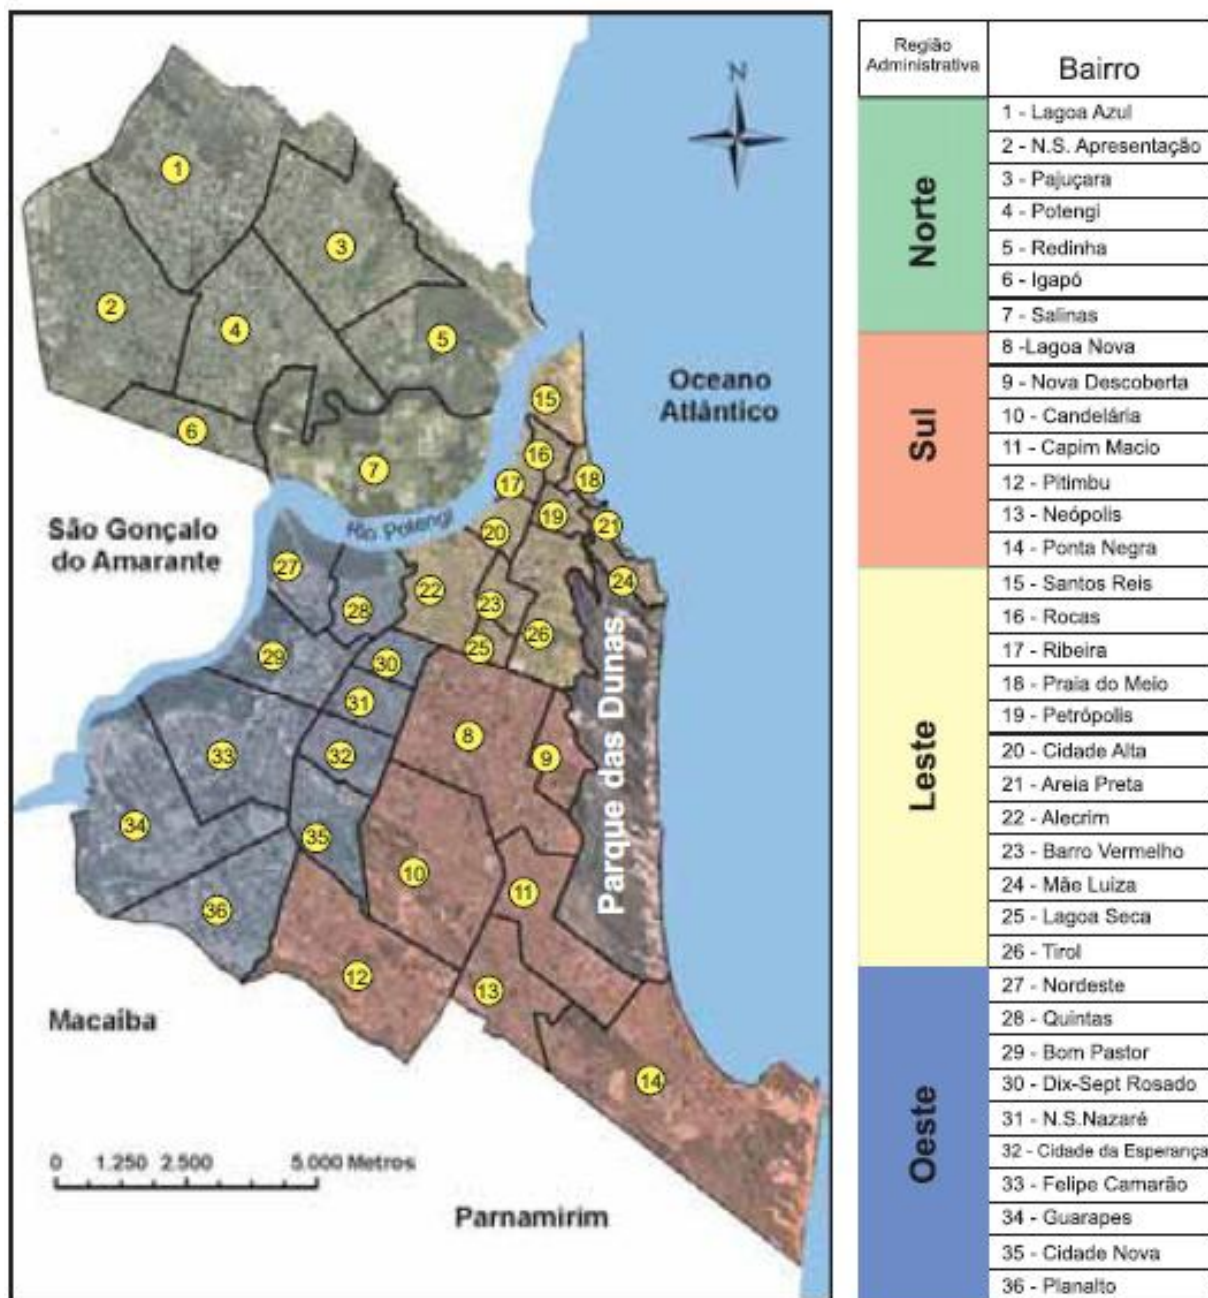 N
1
3
2
4
5
6
7
15
16
17
18
19
20
21
22
23
24
25
26
27
28
29
30
31
32
33
34
35
36
8
9
10
11
12
13
14
Oceano
Atlântico
São Gonçalo
do Amarante
Rio Potengi
Parque das Dunas
Macaíba
Parnamirim
0 1.250 2.500 5.000 Metros
Região
Administrativa
Bairro
Norte
1 - Lagoa Azul
2 - N.S. Apresentação
3 - Pajuçara
4 - Potengi
5 - Redinha
6 - Igapó
7 - Salinas
Sul
8 -Lagoa Nova
9 - Nova Descoberta
10 - Candelária
11 - Capim Macio
12 - Pitimbu
13 - Neópolis
14 - Ponta Negra
Leste
15 - Santos Reis
16 - Rocas
17 - Ribeira
18 - Praia do Meio
19 - Petrópolis
20 - Cidade Alta
21 - Areia Preta
22 - Alecrim
23 - Barro Vermelho
24 - Mãe Luiza
25 - Lagoa Seca
26 - Tirol
Oeste
27 - Nordeste
28 - Quintas
29 - Bom Pastor
30 - Dix-Sept Rosado
31 - N.S.Nazaré
32 - Cidade da Esperança
33 - Felipe Camarão
34 - Guarapes
35 - Cidade Nova
36 - Planalto